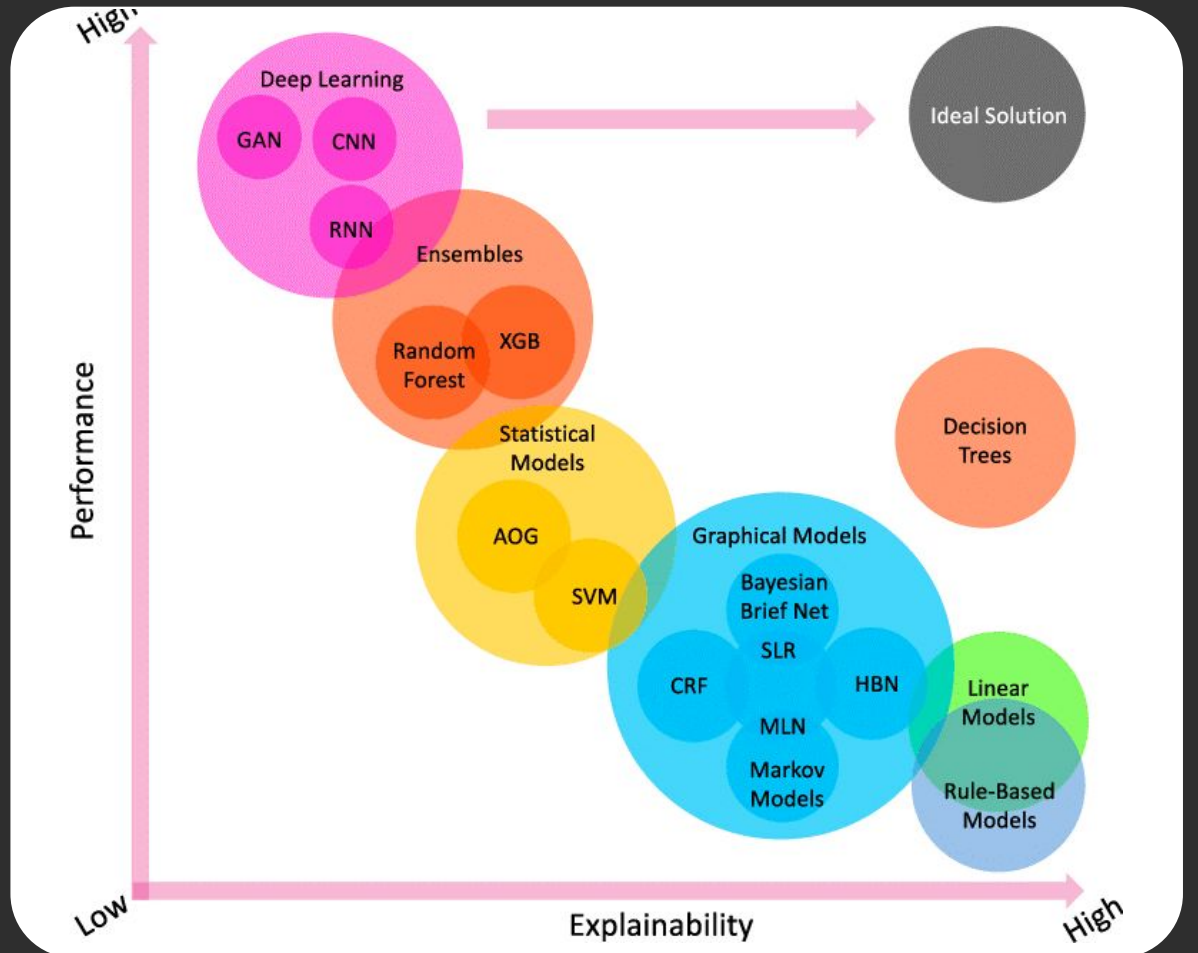 High
Deep Learning
GAN
CNN
RNN
Ideal Solution
Ensembles
Random
Forest
XGB
Performance
Statistical
Models
AOG
SVM
Decision
Trees
Graphical Models
Bayesian
Brief Net
SLR
CRF
HBN
MLN
Markov
Models
Linear
Models
Rule-Based
Models
Low
Explainability
High